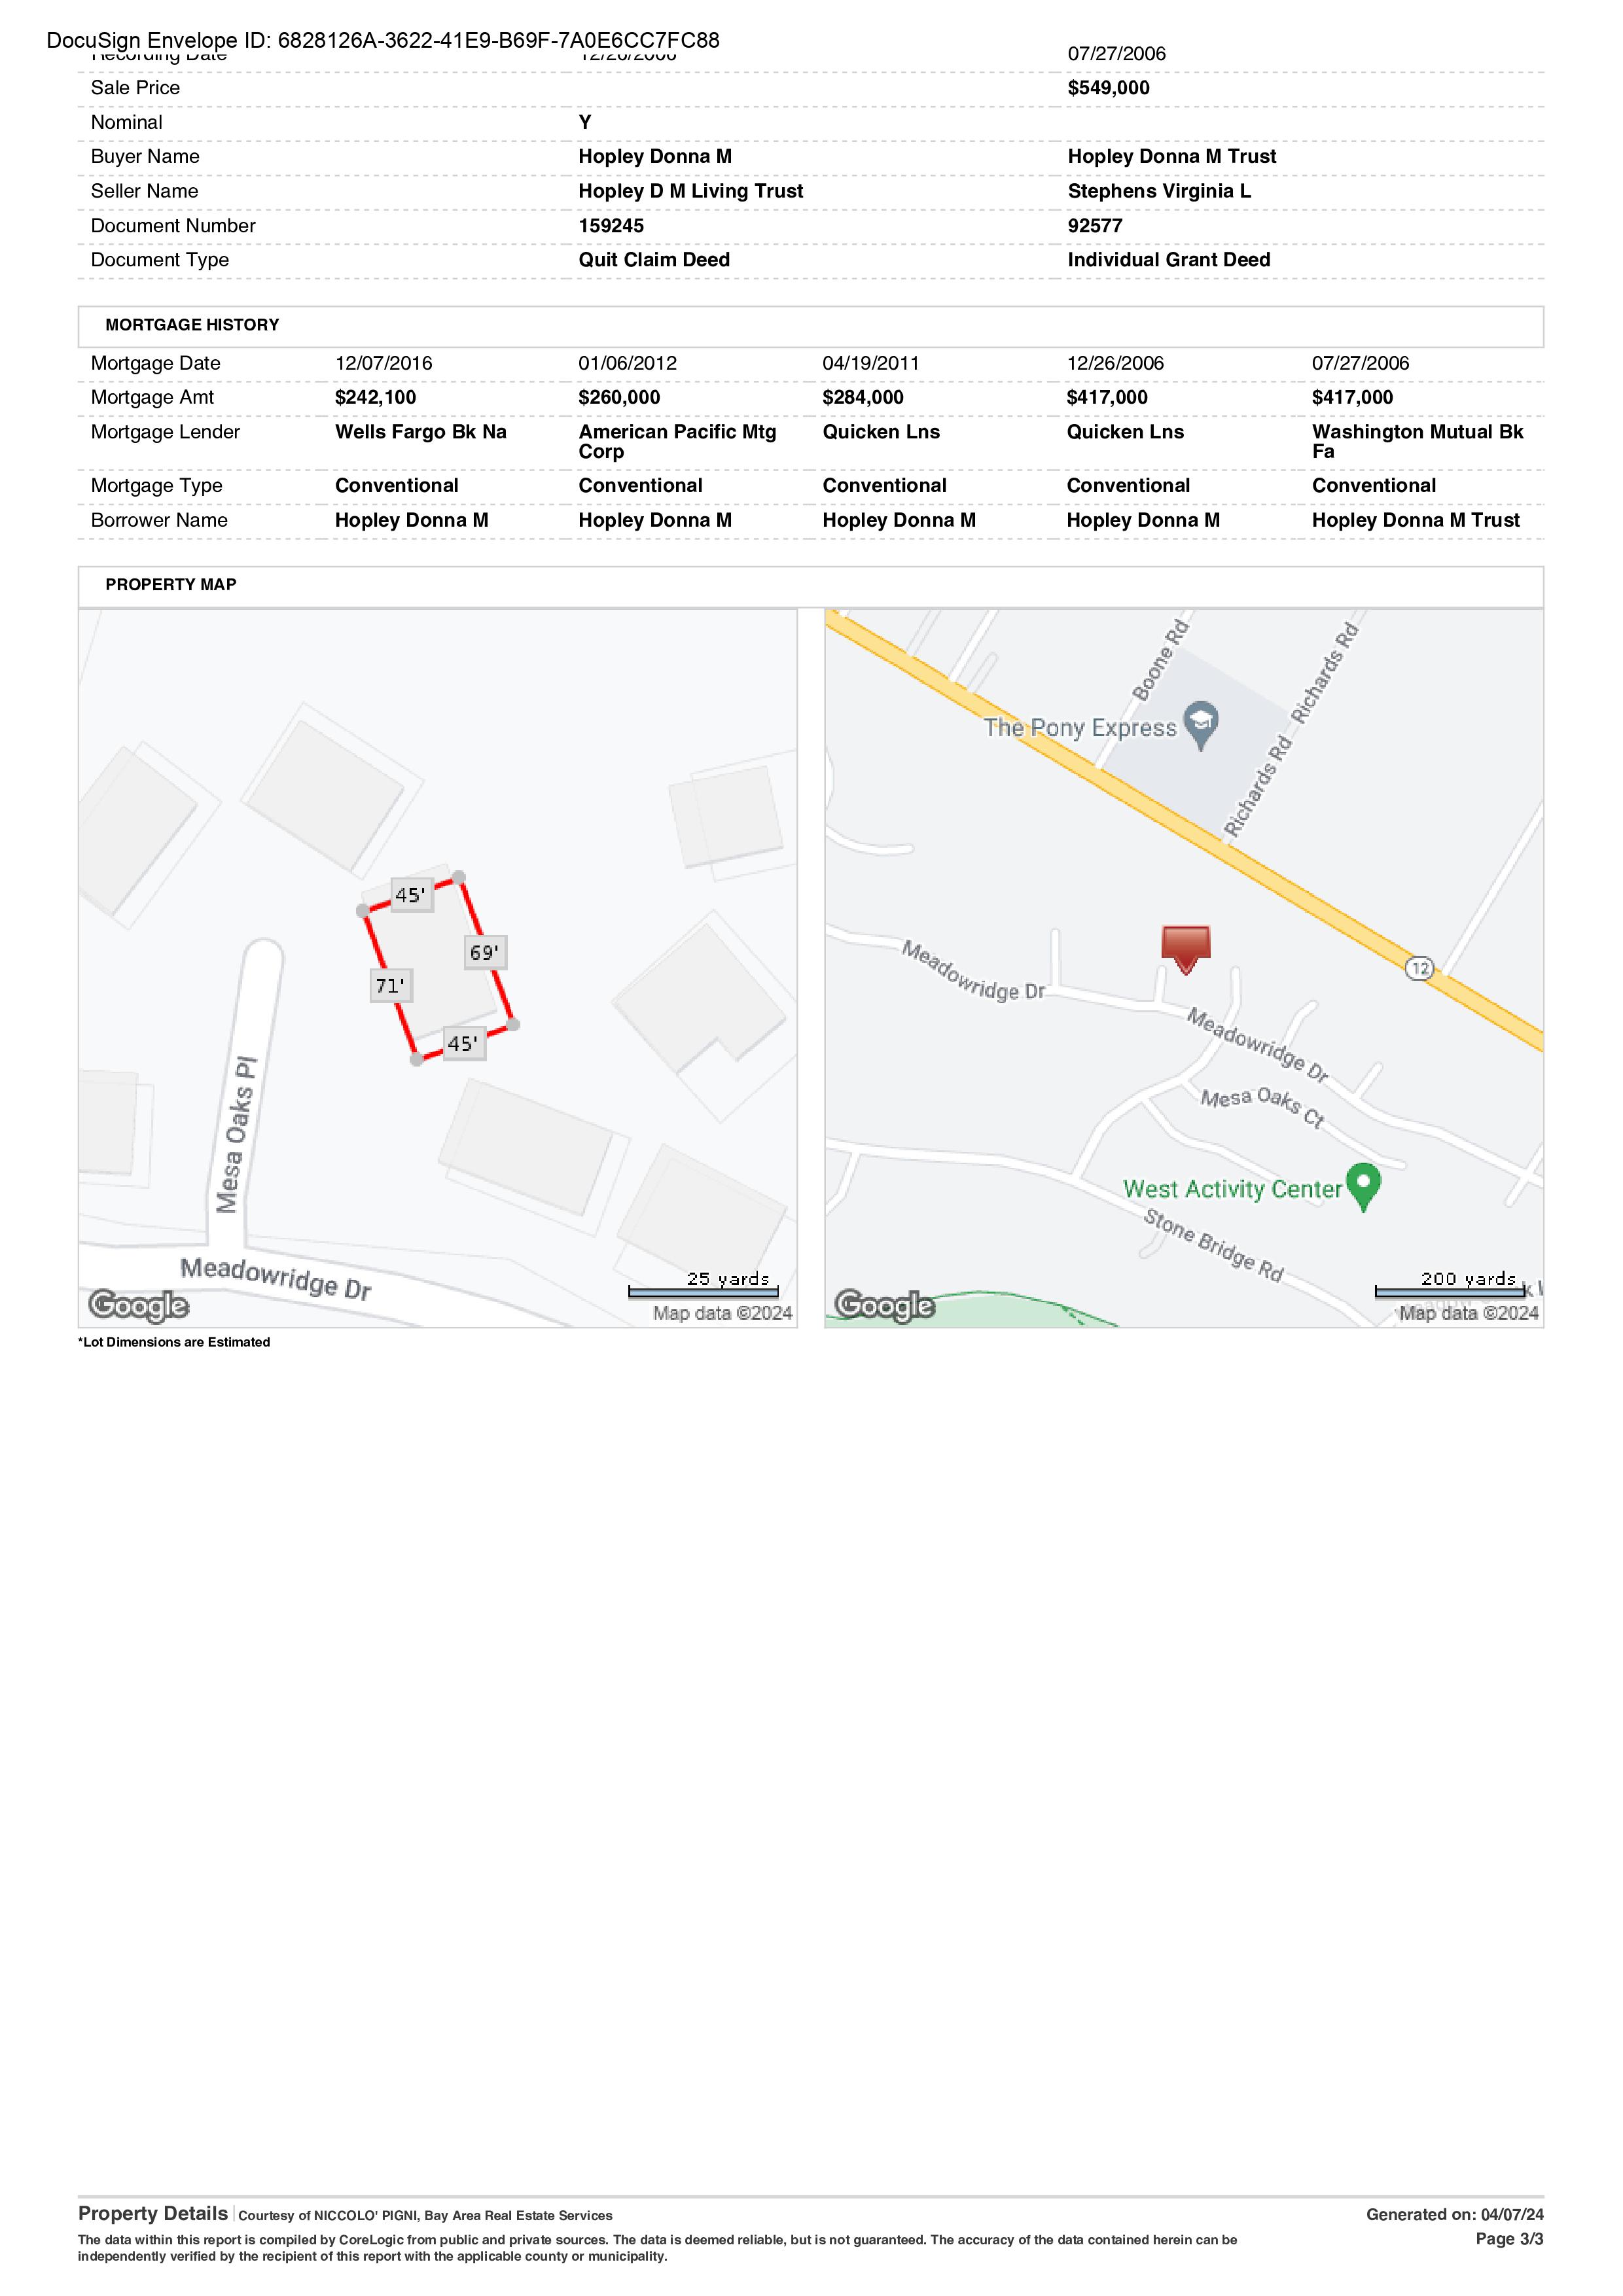 DocuSign Envelope ID: 6828126A-3622-41E9-B69F-7A0E6CC7FC88
Recording Date 12/26/2006 07/27/2006
Sale Price $549,000
Nominal Y
Buyer Name Hopley Donna M Hopley Donna M Trust
Seller Name Hopley D M Living Trust Stephens Virginia L
Document Number 159245 92577
Document Type Quit Claim Deed Individual Grant Deed
MORTGAGE HISTORY
Mortgage Date 12/07/2016 01/06/2012 04/19/2011 12/26/2006 07/27/2006
Mortgage Amt $242,100 $260,000 $284,000 $417,000 $417,000
Mortgage Lender Wells Fargo Bk Na American Pacific Mtg Quicken Lns Quicken Lns Washington Mutual Bk
Corp Fa
Mortgage Type Conventional Conventional Conventional Conventional Conventional
Borrower Name Hopley Donna M Hopley Donna M Hopley Donna M Hopley Donna M Hopley Donna M Trust
PROPERTY MAP
45'
69'
71'
45'
Mesa Oaks Pl
Meadowridge Dr
Google
25 yards
Map data ©2024
Boone Rd
Richards Rd
Richards Rd
The Pony Express
12
Meadowridge Dr
Meadowridge Dr
Mesa Oaks Ct
West Activity Center
Stone Bridge Rd
Google
200 yards
Map data ©2024
*Lot Dimensions are Estimated
Property Details Courtesy of NICCOLO' PIGNI, Bay Area Real Estate Services Generated on: 04/07/24
The data within this report is compiled by CoreLogic from public and private sources. The data is deemed reliable, but is not guaranteed. The accuracy of the data contained herein can be Page 3/3
independently verified by the recipient of this report with the applicable county or municipality.